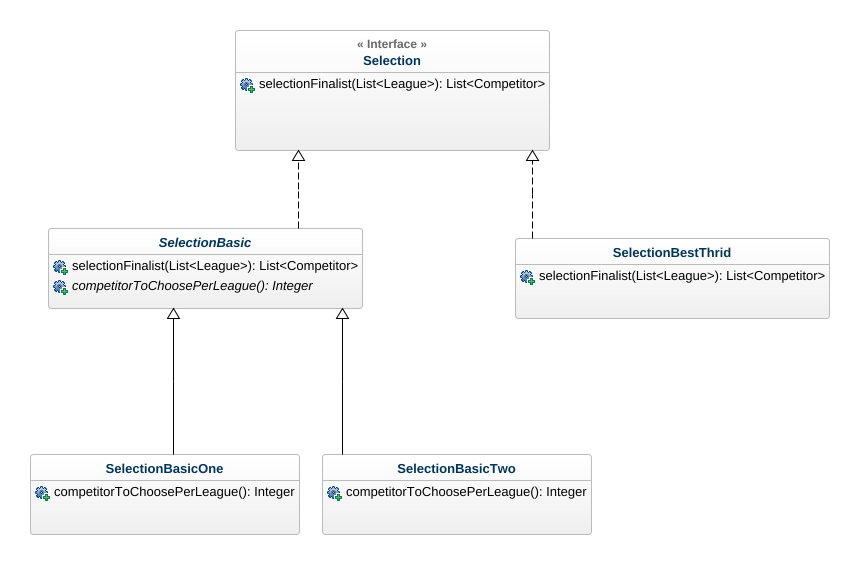 « Interface »
Selection
selectionFinalist(List<League>): List<Competitor>
SelectionBasic
selectionFinalist(List<League>): List<Competitor>
competitorToChoosePerLeague(): Integer
SelectionBestThrid
selectionFinalist(List<League>): List<Competitor>
SelectionBasicOne
competitorToChoosePerLeague(): Integer
SelectionBasicTwo
competitorToChoosePerLeague(): Integer